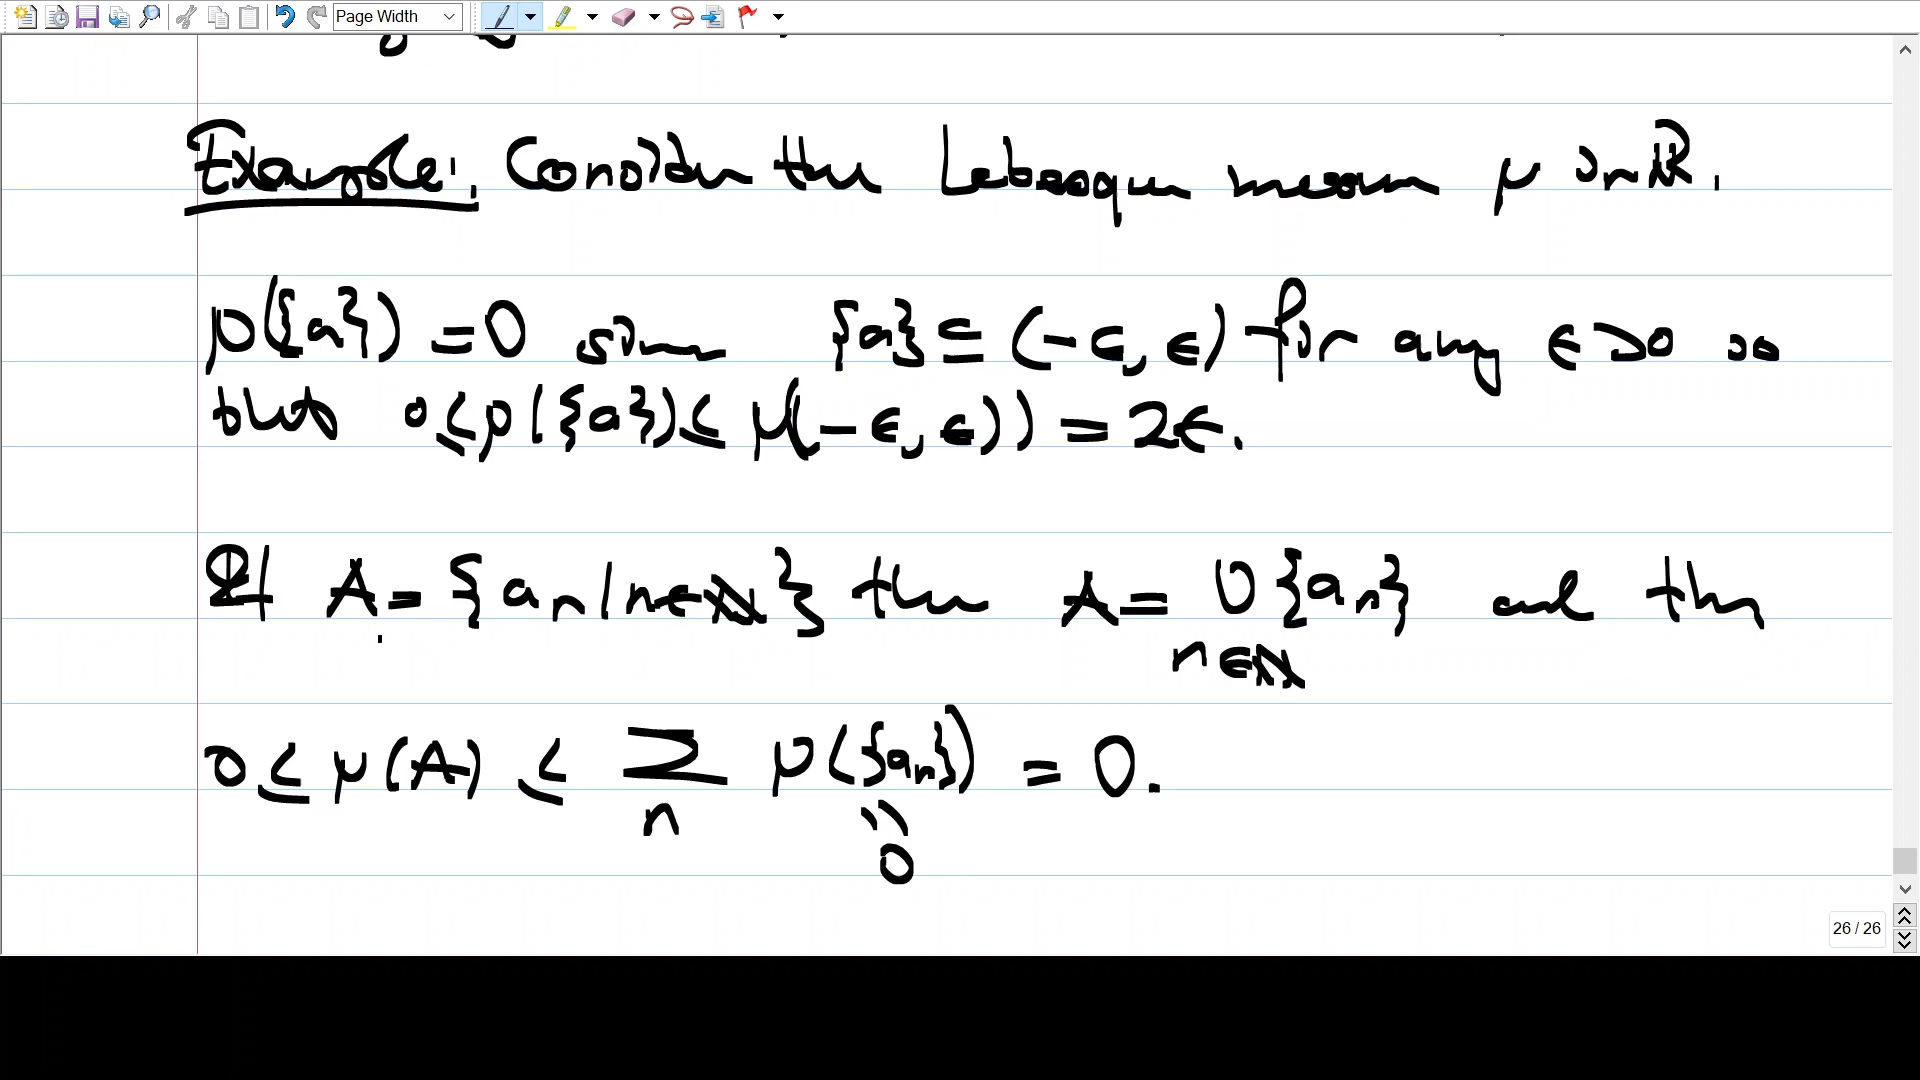 Page Width
Example: Consider the Lebesgue measure μ on ℝ.
μ({a}) = 0 since {a} ⊆ (-ε, ε) for any ε > 0 so
that 0 ≤ μ({a}) ≤ μ((-ε, ε)) = 2ε.
If A = {aₙ | n ∈ ℕ} then A = ∪ {aₙ} and then
n ∈ ℕ
0 ≤ μ(A) ≤ Σ μ({aₙ}) = 0.
n
"
0
26 / 26